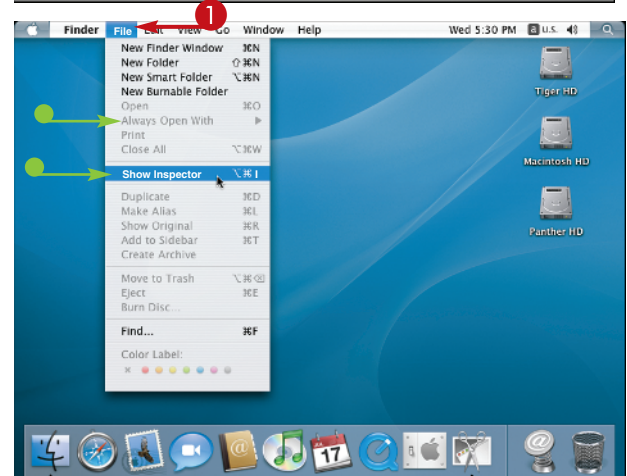 1
Finder File Edit View Go Window Help Wed 5:30 PM a U.S.
New Finder Window ⌘N
New Folder ⇧⌘N
New Smart Folder ⌥⌘N
New Burnable Folder
Open ⌘O
Always Open With ▶
Print
Close All ⌥⌘W
Show Inspector ⌥⌘I
Duplicate ⌘D
Make Alias ⌘L
Show Original ⌘R
Add to Sidebar ⌘T
Create Archive
Move to Trash ⌥⌘⌫
Eject ⌘E
Burn Disc...
Find... ⌘F
Color Label:
×
Tiger HD
Macintosh HD
Panther HD
@
17
@